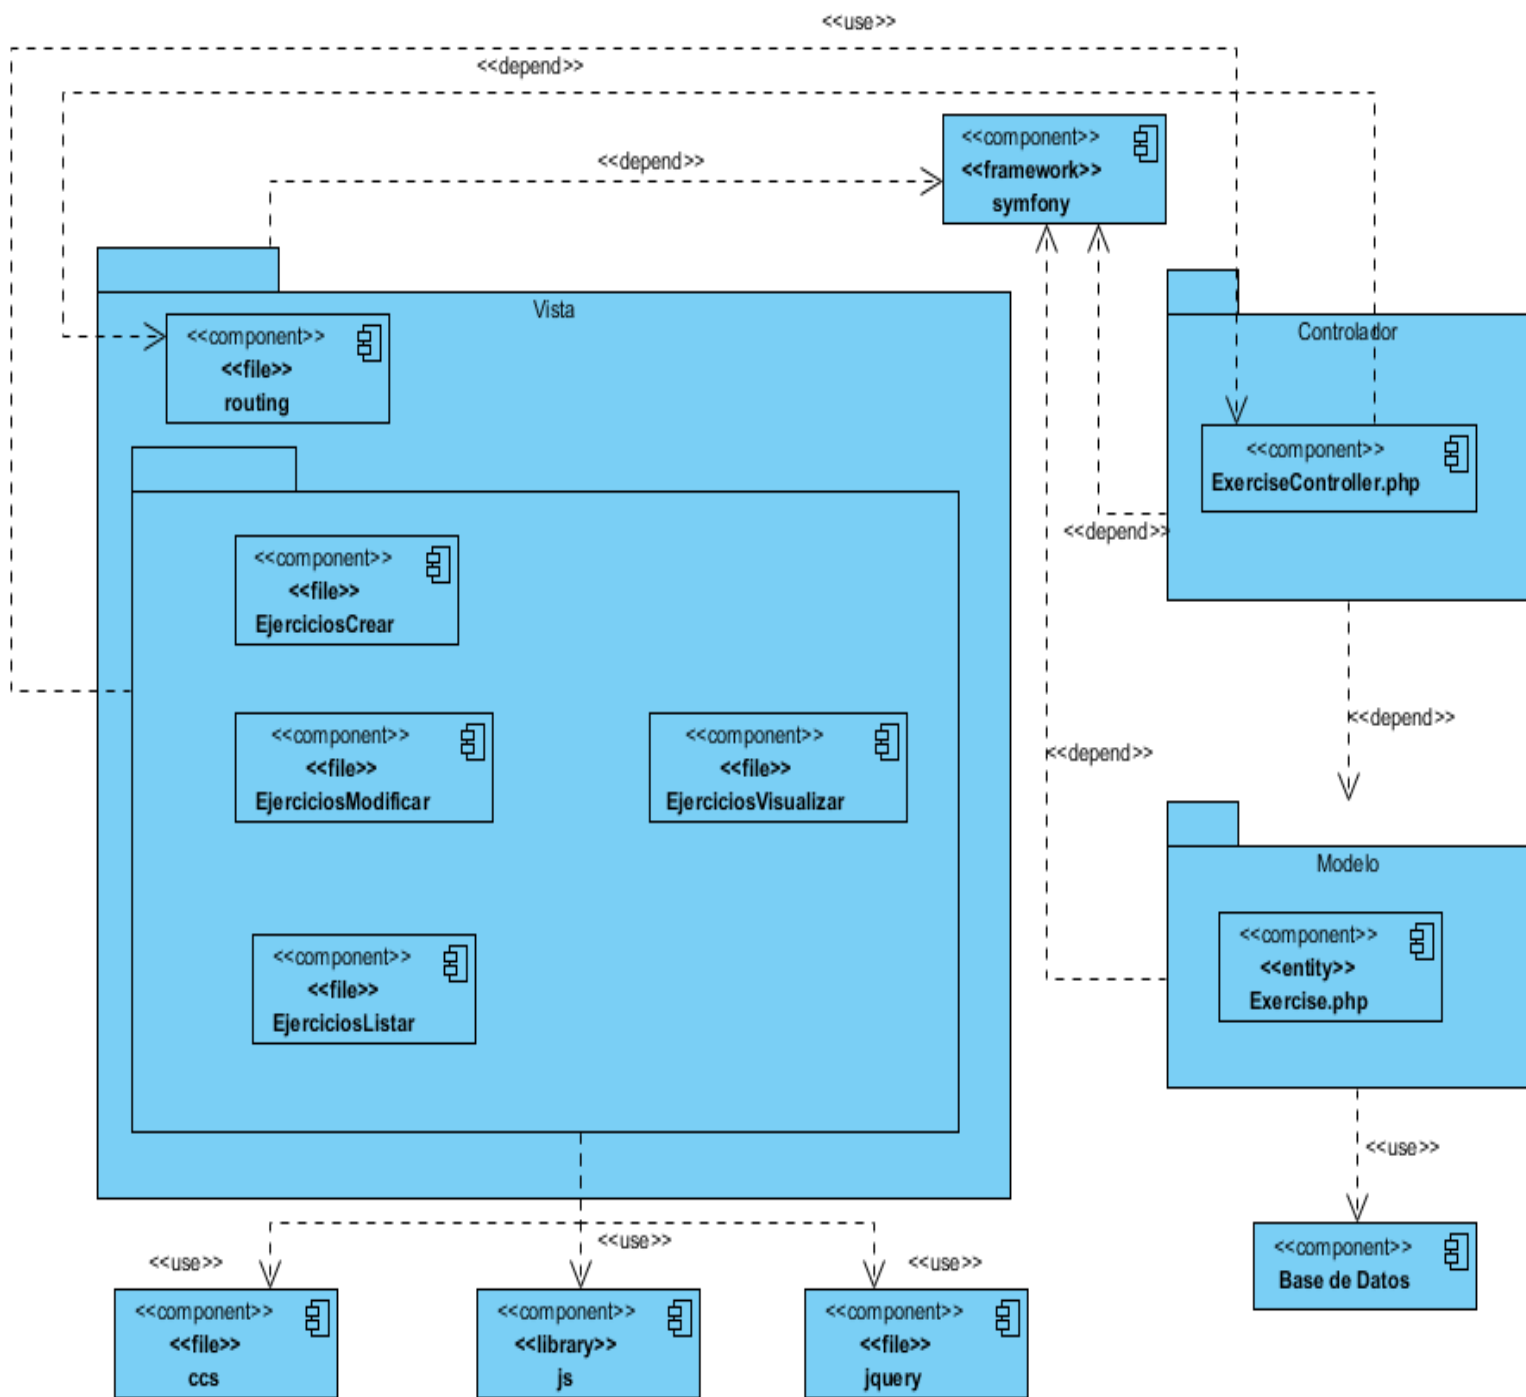 <<use>>
<<depend>>
<<component>>
<<framework>>
symfony
<<depend>>
Vista
<<component>>
<<file>>
routing
Controlador
<<component>>
ExerciseController.php
<<depend>>
<<component>>
<<file>>
EjerciciosCrear
<<component>>
<<file>>
EjerciciosModificar
<<component>>
<<file>>
EjerciciosVisualizar
<<depend>>
<<depend>>
Modelo
<<component>>
<<entity>>
Exercise.php
<<component>>
<<file>>
EjerciciosListar
<<use>>
<<use>>
<<use>>
<<use>>
<<component>>
Base de Datos
<<component>>
<<file>>
ccs
<<component>>
<<library>>
js
<<component>>
<<file>>
jquery